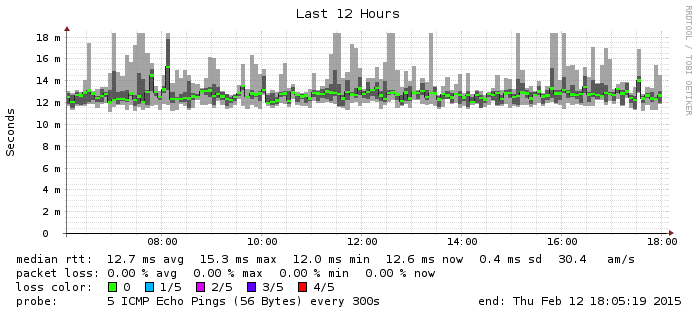 Last 12 Hours
RRDTOOL / TOBI OETIKER
Seconds
18 m
16 m
14 m
12 m
10 m
8 m
6 m
4 m
2 m
0
08:00 10:00 12:00 14:00 16:00 18:00
median rtt: 12.7 ms avg 15.3 ms max 12.0 ms min 12.6 ms now 0.4 ms sd 30.4 am/s
packet loss: 0.00 % avg 0.00 % max 0.00 % min 0.00 % now
loss color: 0 1/5 2/5 3/5 4/5
probe: 5 ICMP Echo Pings (56 Bytes) every 300s end: Thu Feb 12 18:05:19 2015